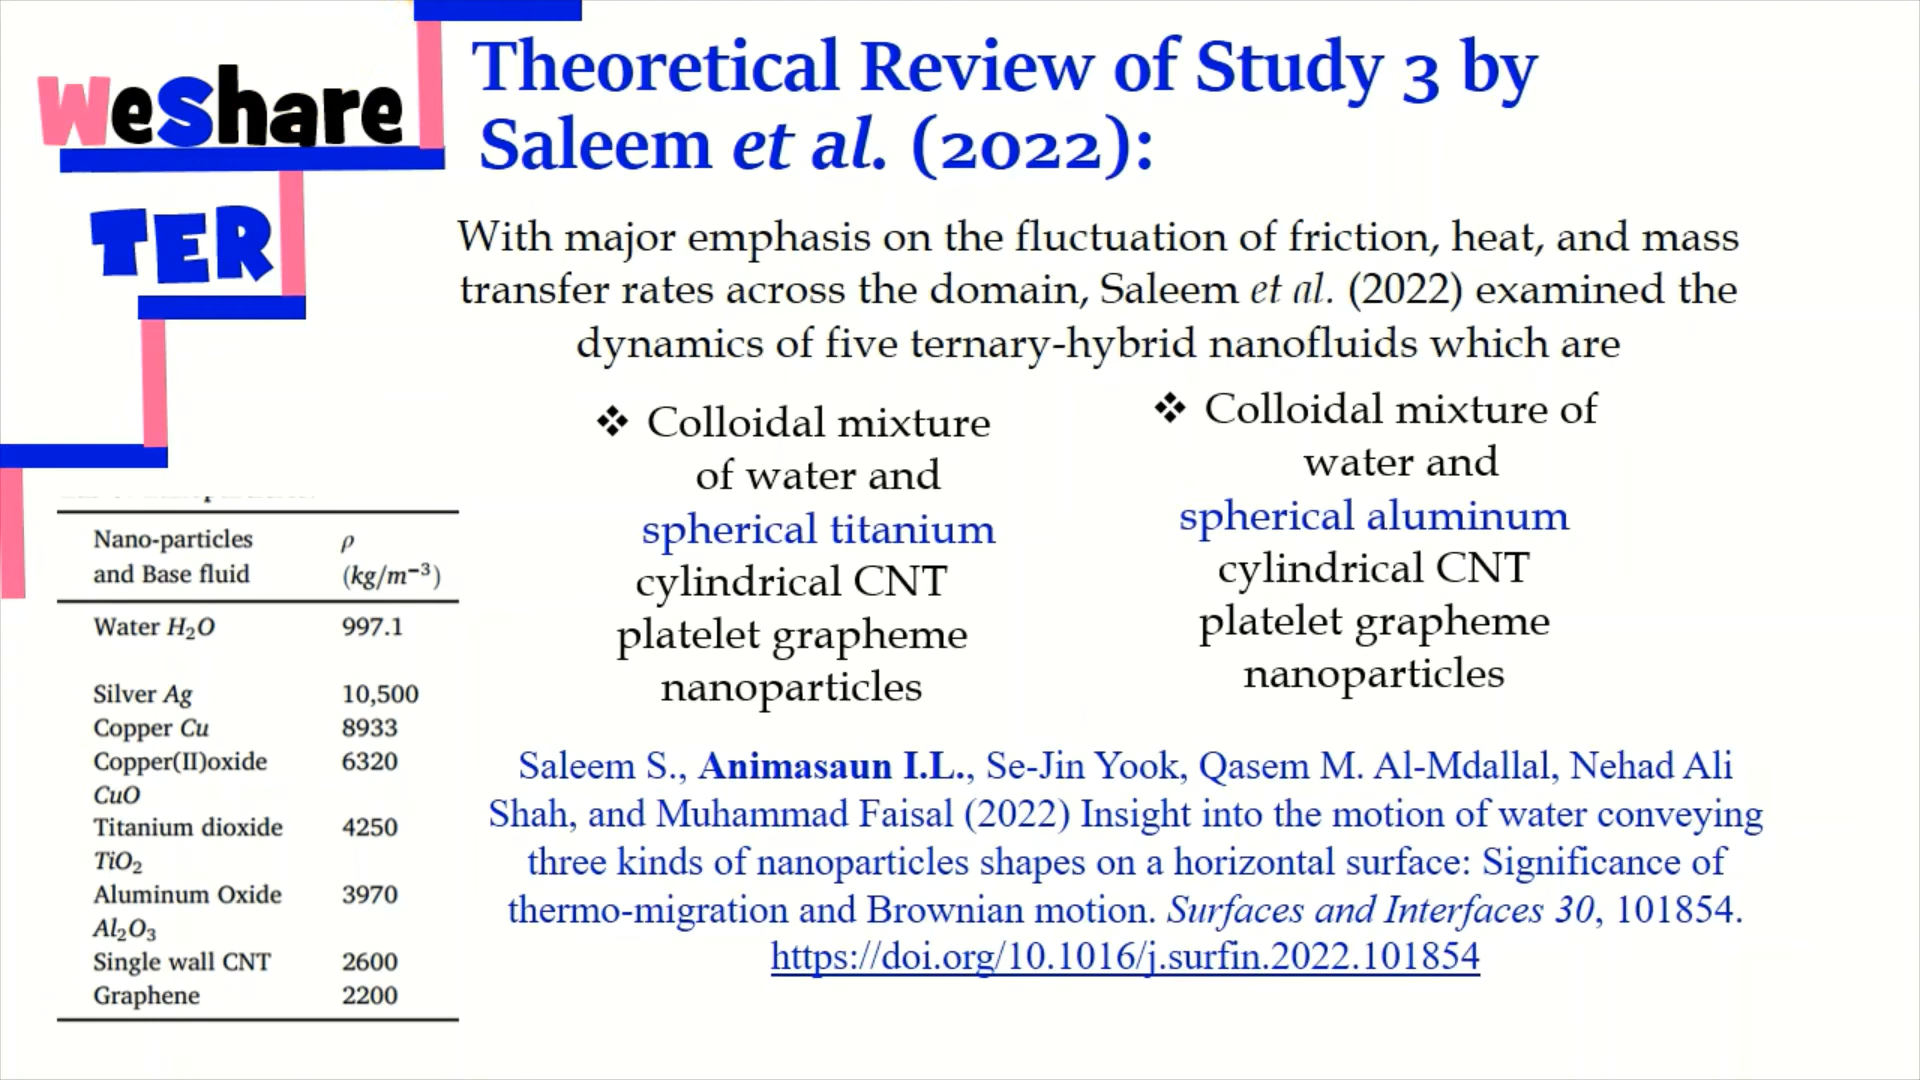 WeShare
TER
Theoretical Review of Study 3 by
Saleem et al. (2022):
With major emphasis on the fluctuation of friction, heat, and mass
transfer rates across the domain, Saleem et al. (2022) examined the
dynamics of five ternary-hybrid nanofluids which are
❖ Colloidal mixture
of water and
spherical titanium
cylindrical CNT
platelet grapheme
nanoparticles
❖ Colloidal mixture of
water and
spherical aluminum
cylindrical CNT
platelet grapheme
nanoparticles
Nano-particles ρ
and Base fluid (kg/m⁻³)
Water H₂O 997.1
Silver Ag 10,500
Copper Cu 8933
Copper(II)oxide 6320
CuO
Titanium dioxide 4250
TiO₂
Aluminum Oxide 3970
Al₂O₃
Single wall CNT 2600
Graphene 2200
Saleem S., Animasaun I.L., Se-Jin Yook, Qasem M. Al-Mdallal, Nehad Ali
Shah, and Muhammad Faisal (2022) Insight into the motion of water conveying
three kinds of nanoparticles shapes on a horizontal surface: Significance of
thermo-migration and Brownian motion. Surfaces and Interfaces 30, 101854.
https://doi.org/10.1016/j.surfin.2022.101854